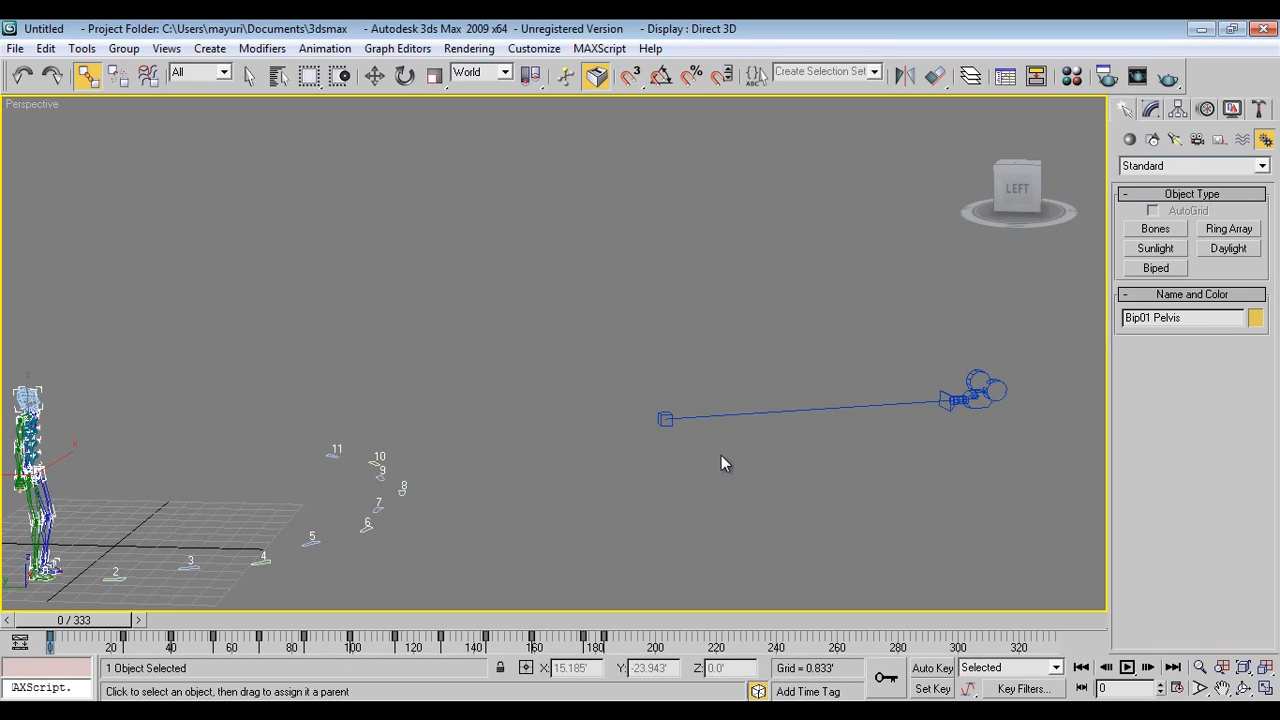 Untitled - Project Folder: C:\Users\mayuri\Documents\3dsmax - Autodesk 3ds Max 2009 x64 - Unregistered Version - Display : Direct 3D
File Edit Tools Group Views Create Modifiers Animation Graph Editors Rendering Customize MAXScript Help
All World Create Selection Set
Perspective
LEFT
Standard
Object Type
AutoGrid
Bones Ring Array
Sunlight Daylight
Biped
Name and Color
Bip01 Pelvis
11
10
9
8
7
6
5
4
3
2
0 / 333
0 20 40 60 80 100 120 140 160 180 200 220 240 260 280 300 320
1 Object Selected X: 15.185' Y: -23.943' Z: 0.0' Grid = 0.833' Auto Key Selected
AXScript. Click to select an object, then drag to assign it a parent Add Time Tag Set Key Key Filters... 0